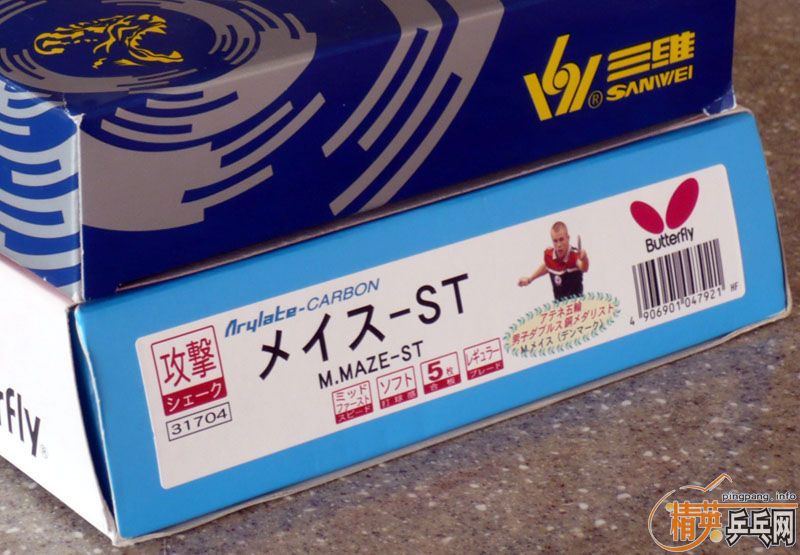 三維
®SANWEI
Butterfly
4 906901 047921
HF
Arylate-CARBON
メイス-ST
M.MAZE-ST
攻撃
シェーク
31704
ミッド
ファースト
スピード
ソフト
打球感
5枚
合板
レギュラー
ブレード
アテネ五輪
男子ダブルス銅メダリスト
M.メイス(デンマーク)
erfly®
pingpang.info
精英乒乓网